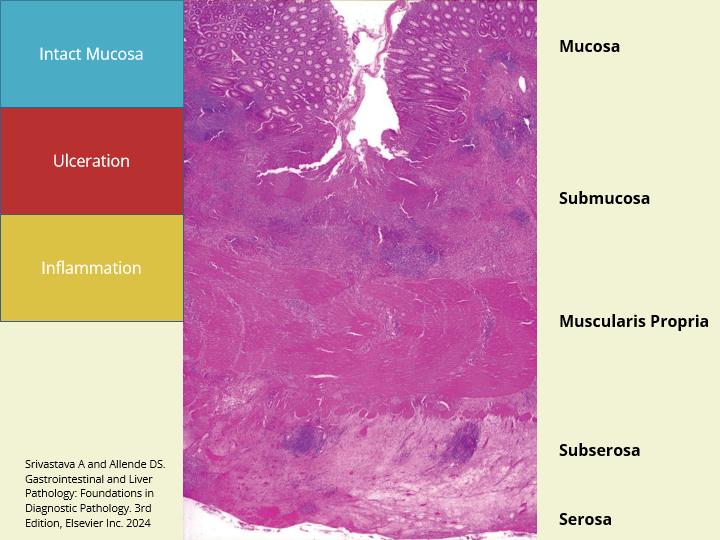 Intact Mucosa
Ulceration
Inflammation
Srivastava A and Allende DS.
Gastrointestinal and Liver
Pathology: Foundations in
Diagnostic Pathology. 3rd
Edition, Elsevier Inc. 2024
Mucosa
Submucosa
Muscularis Propria
Subserosa
Serosa